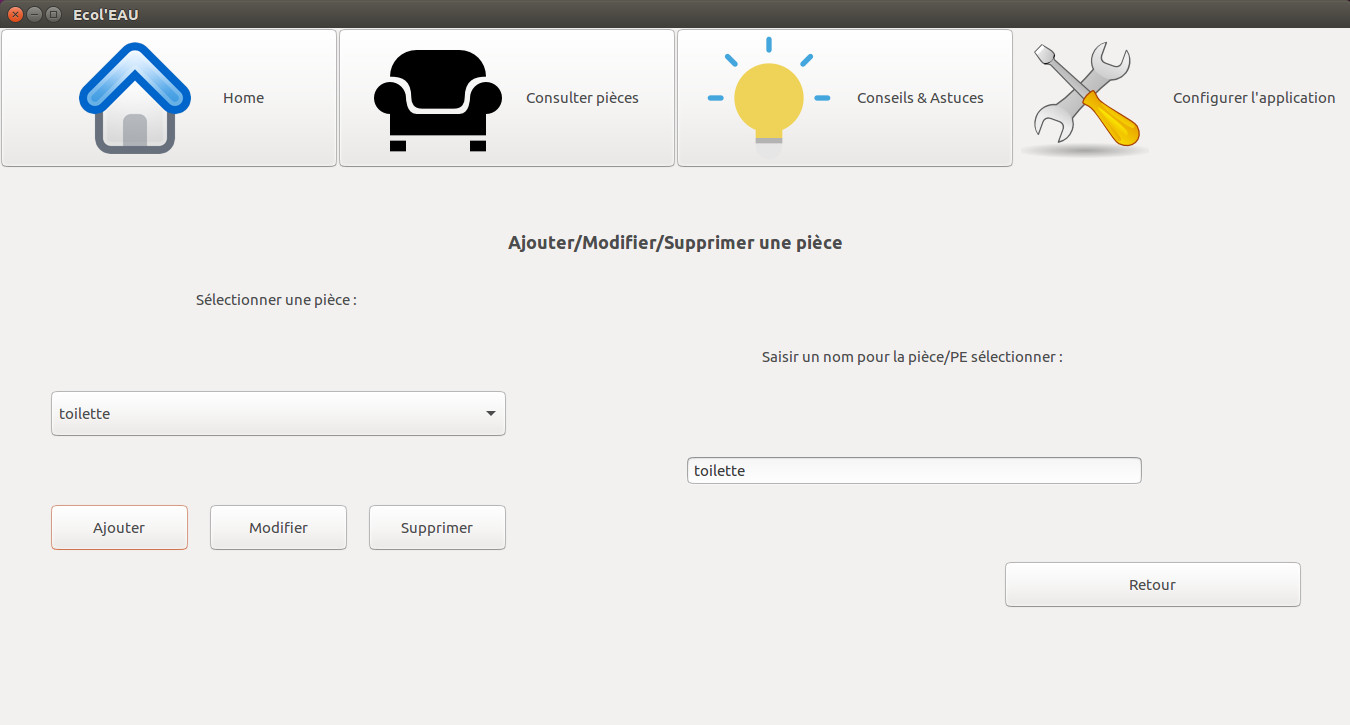 Ecol'EAU
Home
Consulter pièces
Conseils & Astuces
Configurer l'application
Ajouter/Modifier/Supprimer une pièce
Sélectionner une pièce :
Saisir un nom pour la pièce/PE sélectionner :
toilette
toilette
Ajouter
Modifier
Supprimer
Retour